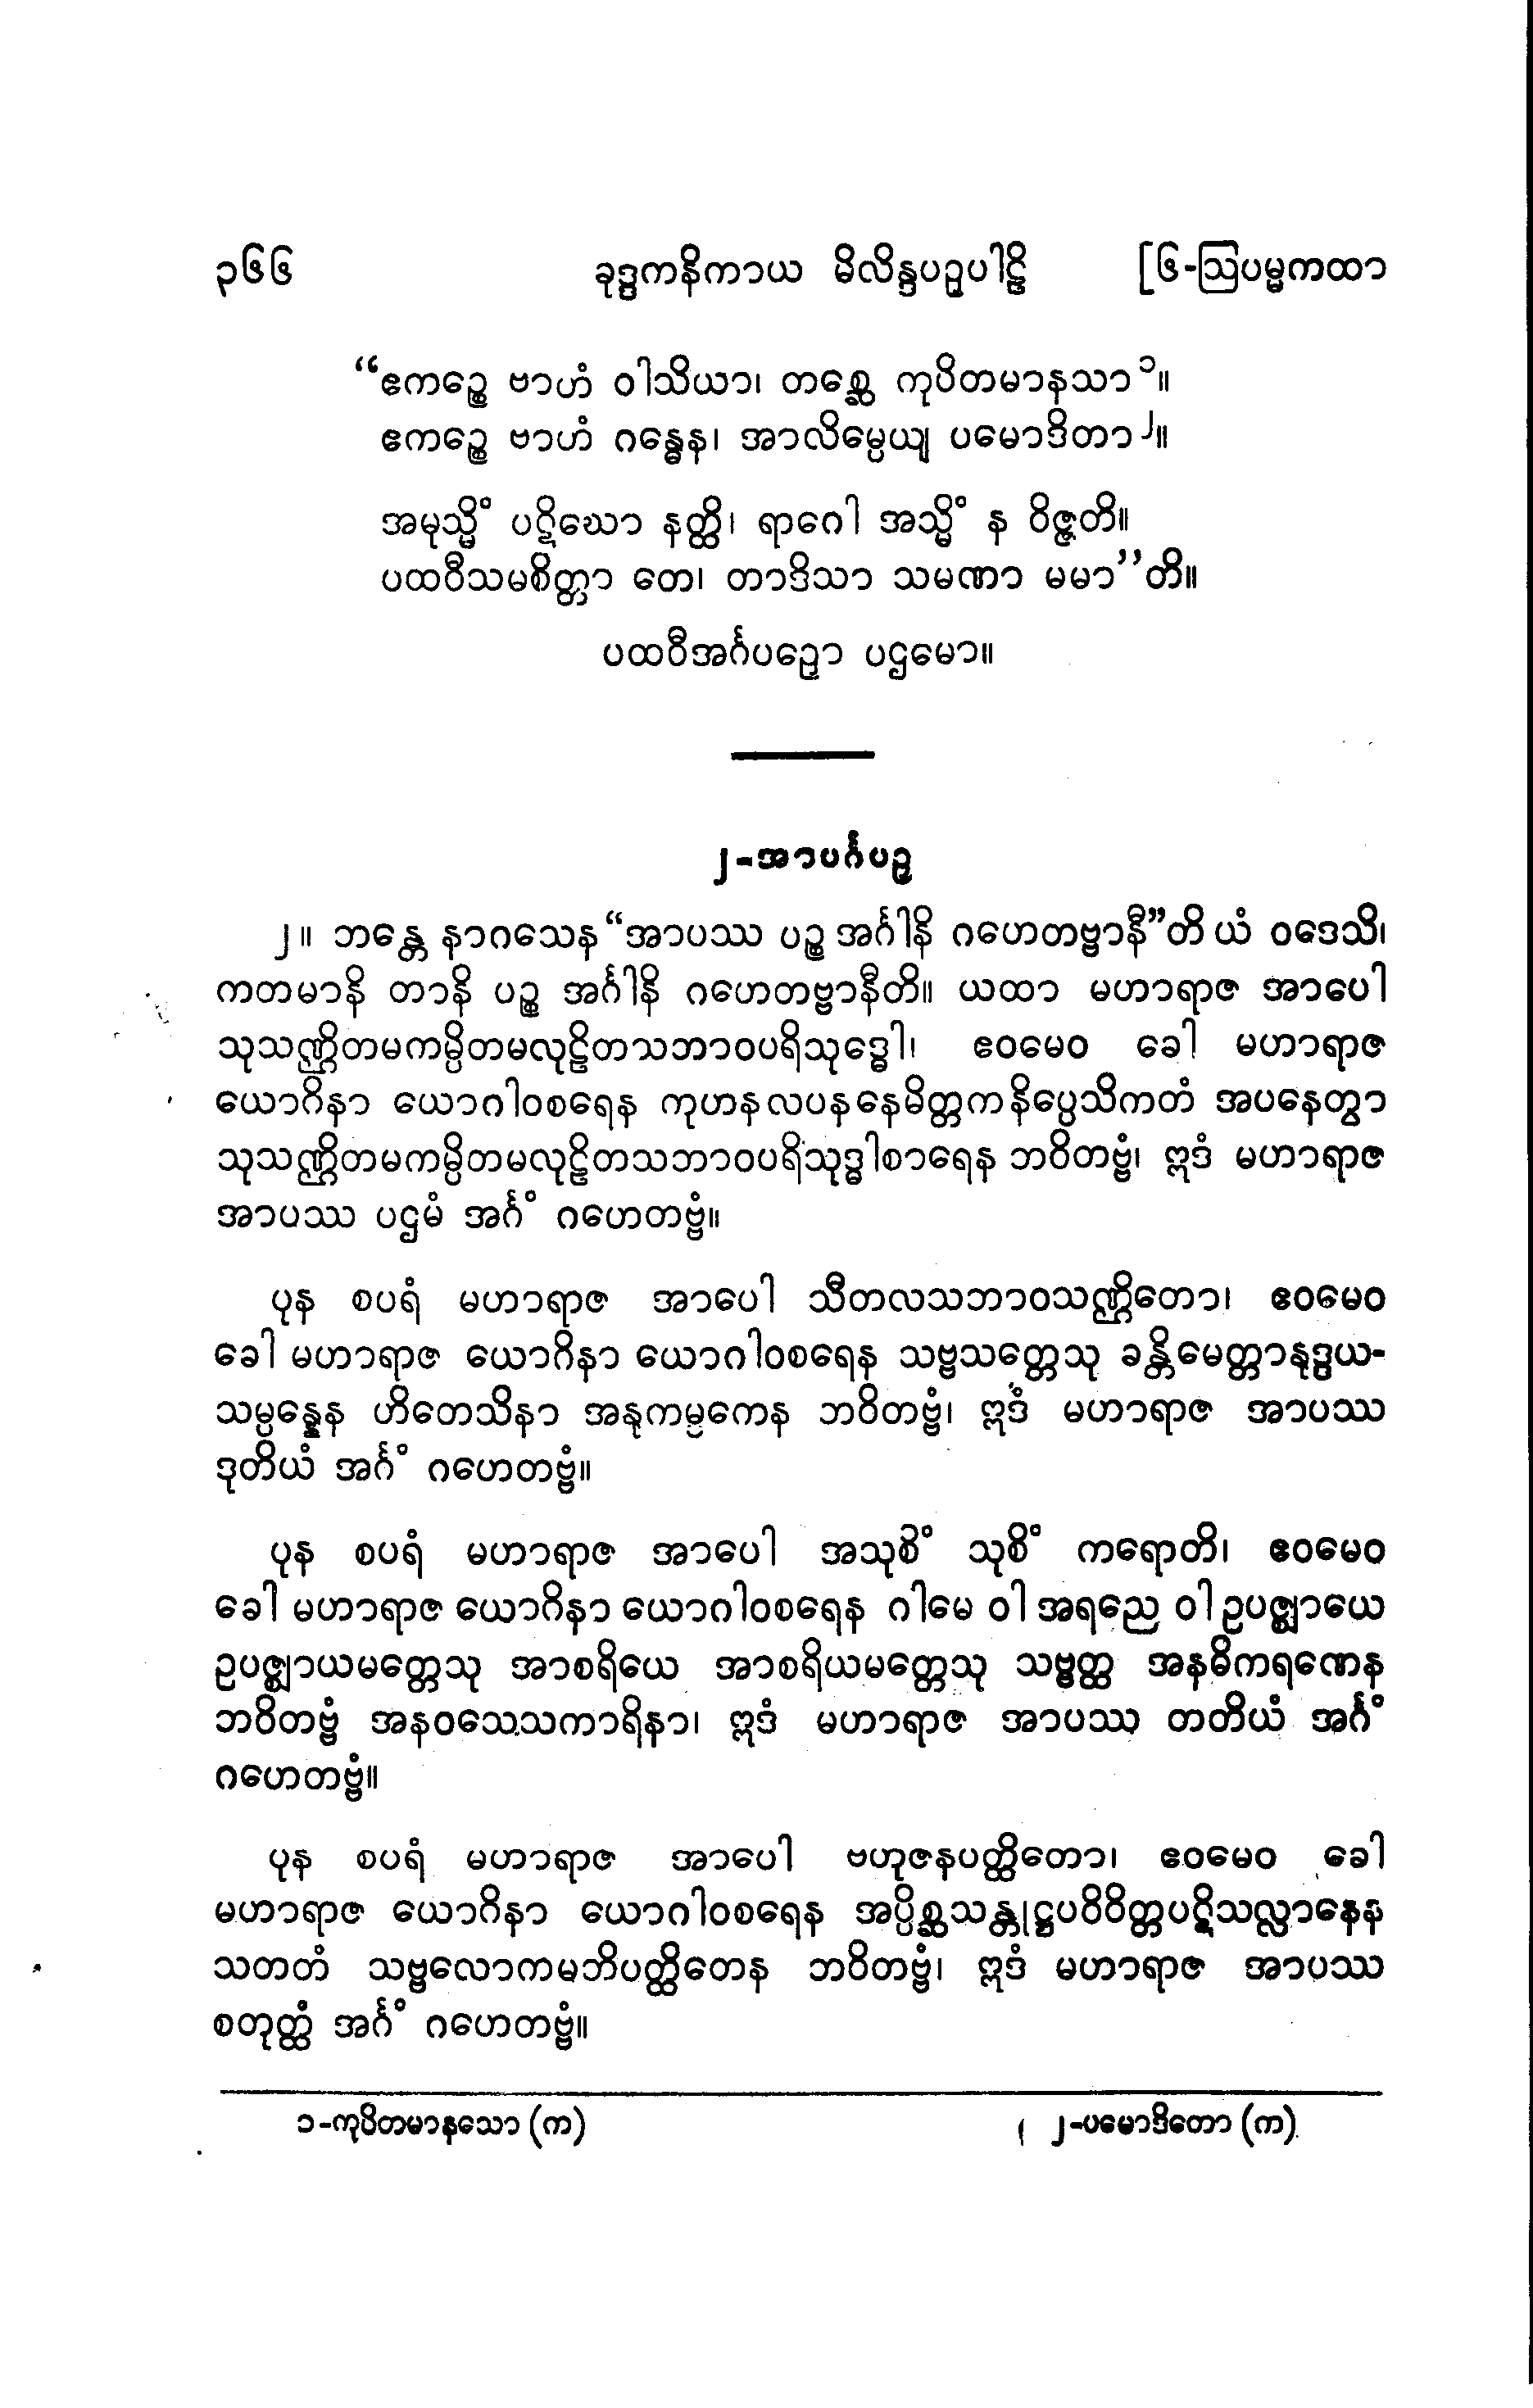 ၃၆၆ ခုဒ္ဒကနိကာယ မိလိန္ဒပဉှပါဠိ [၆-ဩပမ္မကထာ
“ဧကဉ္စေ ဗာဟံ ဝါသိယာ၊ တစ္ဆေ ကုပိတမာနသာ၁။
ဧကဉ္စေ ဗာဟံ ဂန္ဓေန၊ အာလိမ္ပေယျ ပမောဒိတာ၂။
အမုသ္မိံ ပဋိဃော နတ္ထိ၊ ရာဂေါ အသ္မိံ န ဝိဇ္ဇတိ။
ပထဝီသမစိတ္တာ တေ၊ တာဒိသာ သမဏာ မမာ”တိ။
ပထဝီအင်္ဂပဉှော ပဌမော။
၂-အာပင်္ဂပဉှ
၂။ ဘန္တေ နာဂသေန “အာပဿ ပဉ္စ အင်္ဂါနိ ဂဟေတဗ္ဗာနီ”တိ ယံ ဝဒေသိ၊
ကတမာနိ တာနိ ပဉ္စ အင်္ဂါနိ ဂဟေတဗ္ဗာနီတိ။ ယထာ မဟာရာဇ အာပေါ
သုသဏ္ဌိတမကမ္ပိတမလုဠိတသဘာဝပရိသုဒ္ဓေါ၊ ဧဝမေဝ ခေါ မဟာရာဇ
ယောဂိနာ ယောဂါဝစရေန ကုဟနလပနနေမိတ္တကနိပ္ပေသိကတံ အပနေတွာ
သုသဏ္ဌိတမကမ္ပိတမလုဠိတသဘာဝပရိသုဒ္ဓါစာရေန ဘဝိတဗ္ဗံ၊ ဣဒံ မဟာရာဇ
အာပဿ ပဌမံ အင်္ဂံ ဂဟေတဗ္ဗံ။
ပုန စပရံ မဟာရာဇ အာပေါ သီတလသဘာဝသဏ္ဌိတော၊ ဧဝမေဝ
ခေါ မဟာရာဇ ယောဂိနာ ယောဂါဝစရေန သဗ္ဗသတ္တေသု ခန္တိမေတ္တာနုဒ္ဒယ-
သမ္ပန္နေန ဟိတေသိနာ အနုကမ္ပကေန ဘဝိတဗ္ဗံ၊ ဣဒံ မဟာရာဇ အာပဿ
ဒုတိယံ အင်္ဂံ ဂဟေတဗ္ဗံ။
ပုန စပရံ မဟာရာဇ အာပေါ အသုစိံ သုစိံ ကရောတိ၊ ဧဝမေဝ
ခေါ မဟာရာဇ ယောဂိနာ ယောဂါဝစရေန ဂါမေ ဝါ အရညေ ဝါ ဥပဇ္ဈာယေ
ဥပဇ္ဈာယမတ္တေသု အာစရိယေ အာစရိယမတ္တေသု သဗ္ဗတ္ထ အနဓိကရဏေန
ဘဝိတဗ္ဗံ အနဝသေသကာရိနာ၊ ဣဒံ မဟာရာဇ အာပဿ တတိယံ အင်္ဂံ
ဂဟေတဗ္ဗံ။
ပုန စပရံ မဟာရာဇ အာပေါ ဗဟုဇနပတ္ထိတော၊ ဧဝမေဝ ခေါ
မဟာရာဇ ယောဂိနာ ယောဂါဝစရေန အပ္ပိစ္ဆသန္တုဋ္ဌပဝိဝိတ္တပဋိသလ္လာနေန
သတတံ သဗ္ဗလောကမဘိပတ္ထိတေန ဘဝိတဗ္ဗံ၊ ဣဒံ မဟာရာဇ အာပဿ
စတုတ္ထံ အင်္ဂံ ဂဟေတဗ္ဗံ။
၁-ကုပိတမာနသော (က) ၂-ပမောဒိတော (က)